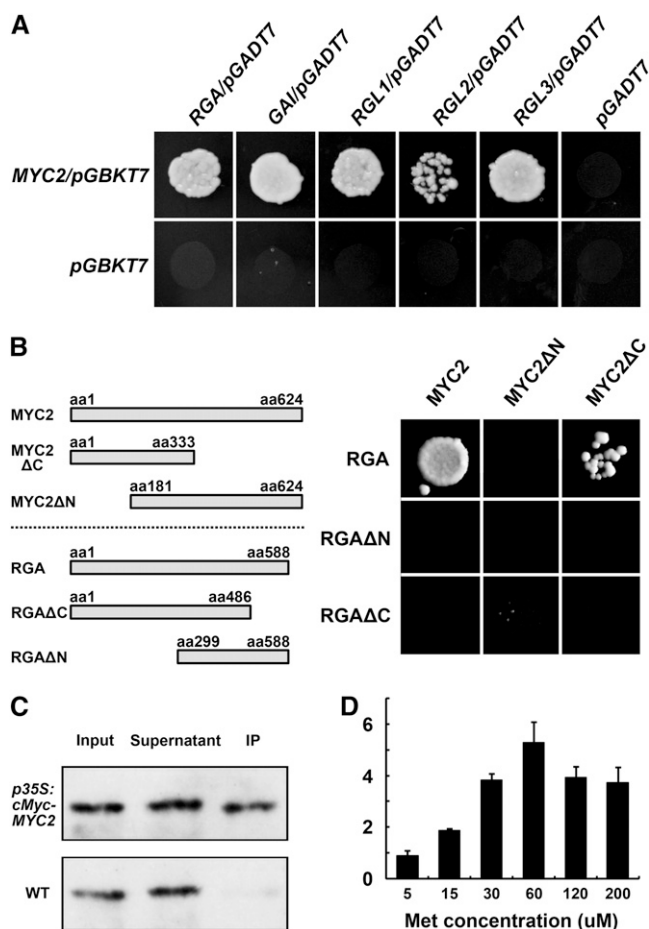 A
RGA/pGADT7
GAI/pGADT7
RGL1/pGADT7
RGL2/pGADT7
RGL3/pGADT7
pGADT7
MYC2/pGBKT7
pGBKT7
B
MYC2
aa1
aa624
MYC2
ΔC
aa1
aa333
MYC2ΔN
aa181
aa624
RGA
aa1
aa588
RGAΔC
aa1
aa486
RGAΔN
aa299
aa588
MYC2
MYC2ΔN
MYC2ΔC
RGA
RGAΔN
RGAΔC
C
Input Supernatant IP
p35S:
cMyc-
MYC2
WT
D
6
4
2
0
5 15 30 60 120 200
Met concentration (uM)